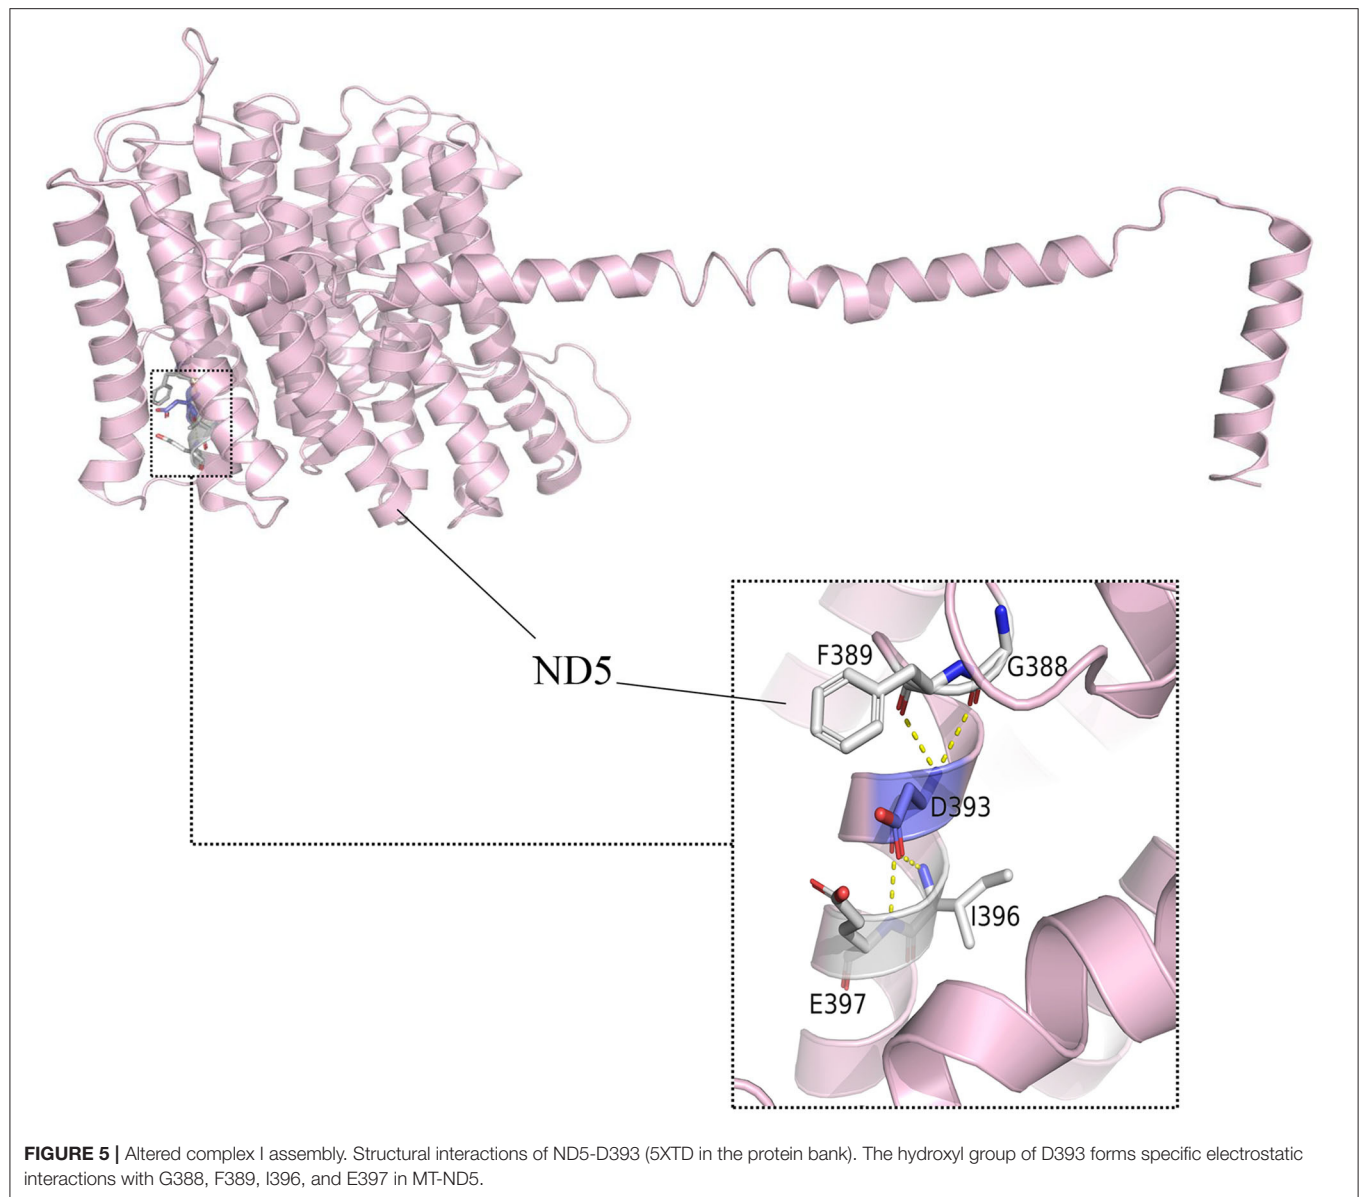 ND5
F389
G388
D393
I396
E397
FIGURE 5 | Altered complex I assembly. Structural interactions of ND5-D393 (5XTD in the protein bank). The hydroxyl group of D393 forms specific electrostatic
interactions with G388, F389, I396, and E397 in MT-ND5.